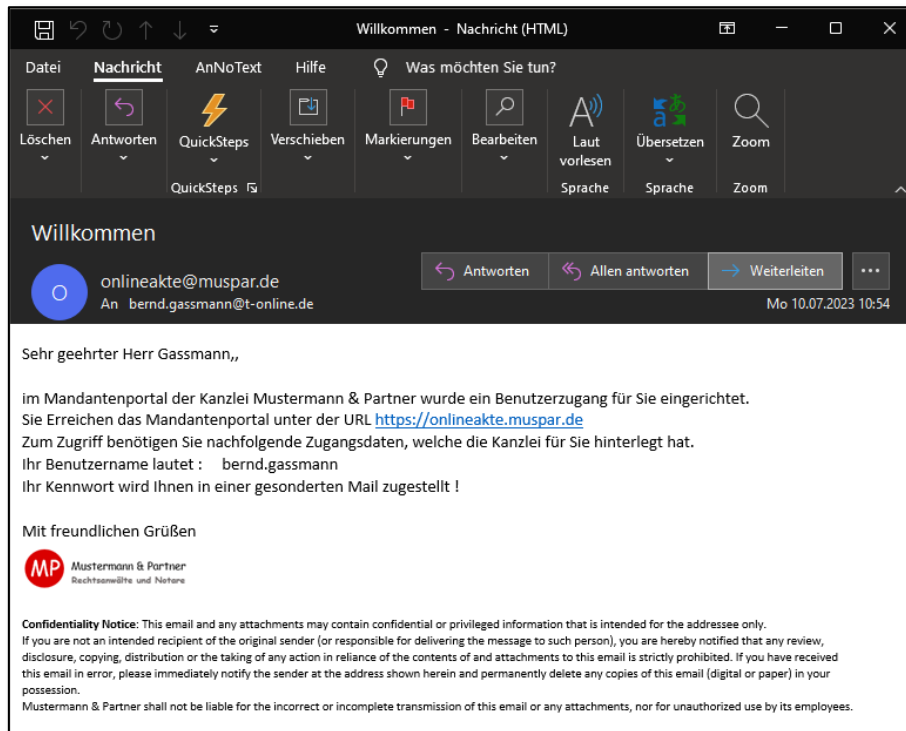 Willkommen - Nachricht (HTML)
Datei Nachricht AnNoText Hilfe Was möchten Sie tun?
Löschen Antworten QuickSteps Verschieben Markierungen Bearbeiten Laut vorlesen Übersetzen Zoom
QuickSteps Sprache Sprache Zoom
Willkommen
O
onlineakte@muspar.de
An bernd.gassmann@t-online.de
Antworten Allen antworten Weiterleiten
Mo 10.07.2023 10:54
Sehr geehrter Herr Gassmann,,
im Mandantenportal der Kanzlei Mustermann & Partner wurde ein Benutzerzugang für Sie eingerichtet.
Sie Erreichen das Mandantenportal unter der URL https://onlineakte.muspar.de
Zum Zugriff benötigen Sie nachfolgende Zugangsdaten, welche die Kanzlei für Sie hinterlegt hat.
Ihr Benutzername lautet : bernd.gassmann
Ihr Kennwort wird Ihnen in einer gesonderten Mail zugestellt !
Mit freundlichen Grüßen
MP Mustermann & Partner
Rechtsanwälte und Notare
Confidentiality Notice: This email and any attachments may contain confidential or privileged information that is intended for the addressee only.
If you are not an intended recipient of the original sender (or responsible for delivering the message to such person), you are hereby notified that any review,
disclosure, copying, distribution or the taking of any action in reliance of the contents of and attachments to this email is strictly prohibited. If you have received
this email in error, please immediately notify the sender at the address shown herein and permanently delete any copies of this email (digital or paper) in your
possession.
Mustermann & Partner shall not be liable for the incorrect or incomplete transmission of this email or any attachments, nor for unauthorized use by its employees.